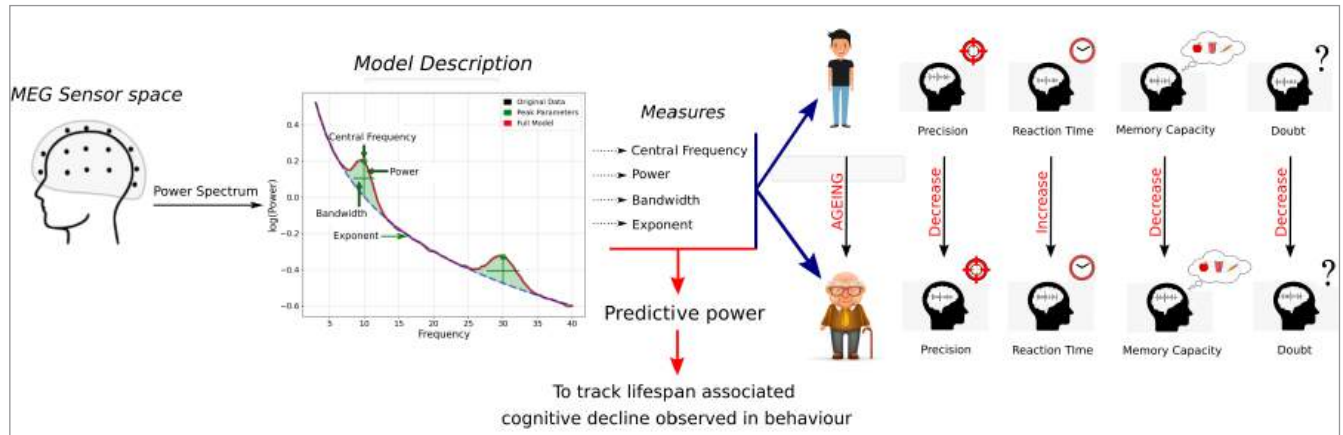 MEG Sensor space
Power Spectrum
Model Description
Original Data
Peak Parameters
Full Model
Central Frequency
Power
Bandwidth
Exponent
log(Power)
0.4
0.2
0.0
−0.2
−0.4
−0.6
5 10 15 20 25 30 35 40
Frequency
Measures
Central Frequency
Power
Bandwidth
Exponent
Predictive power
To track lifespan associated
cognitive decline observed in behaviour
AGEING
?
Precision Reaction TIme Memory Capacity Doubt
Decrease Increase Decrease Decrease
?
Precision Reaction TIme Memory Capacity Doubt